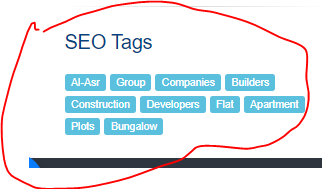 SEO Tags
Al-Asr Group Companies Builders
Construction Developers Flat Apartment
Plots Bungalow